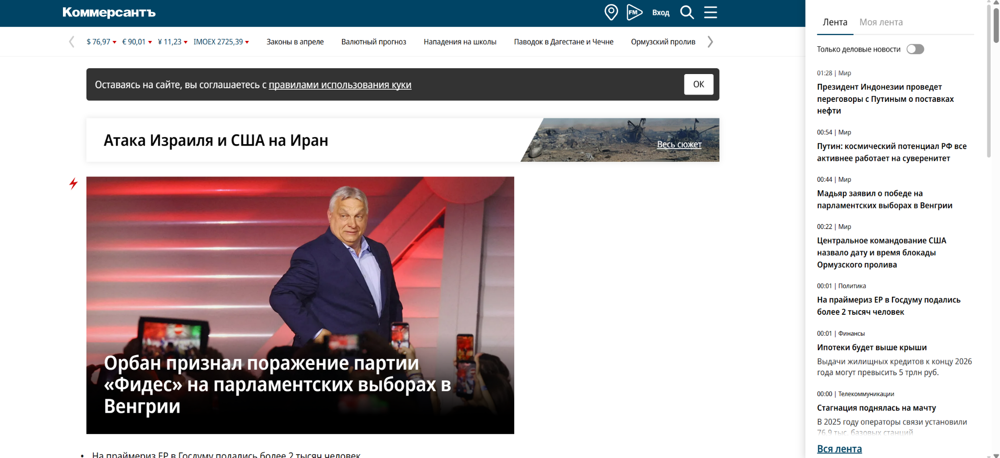 Коммерсантъ
FM
Вход
$ 76,97 € 90,01 ¥ 11,23 IMOEX 2725,39 Законы в апреле Валютный прогноз Нападения на школы Паводок в Дагестане и Чечне Ормузский пролив
Оставаясь на сайте, вы соглашаетесь с правилами использования куки
ОК
Атака Израиля и США на Иран
Весь сюжет
Орбан признал поражение партии
«Фидес» на парламентских выборах в
Венгрии
• На праймериз ЕР в Госдуму подались более 2 тысяч человек
Лента Моя лента
Только деловые новости
01:28 | Мир
Президент Индонезии проведет
переговоры с Путиным о поставках
нефти
00:54 | Мир
Путин: космический потенциал РФ все
активнее работает на суверенитет
00:44 | Мир
Мадьяр заявил о победе на
парламентских выборах в Венгрии
00:22 | Мир
Центральное командование США
назвало дату и время блокады
Ормузского пролива
00:01 | Политика
На праймериз ЕР в Госдуму подались
более 2 тысяч человек
00:01 | Финансы
Ипотеки будет выше крыши
Выдачи жилищных кредитов к концу 2026
года могут превысить 5 трлн руб.
00:00 | Телекоммуникации
Стагнация поднялась на мачту
В 2025 году операторы связи установили
76,9 тыс. базовых станций
Вся лента